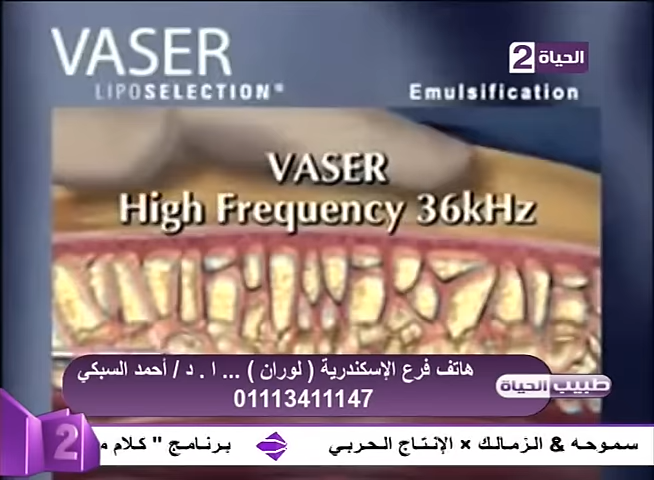 VASER
LIPOSELECTION®
الحياة 2
Emulsification
VASER
High Frequency 36kHz
هاتف فرع الإسكندرية ( لوران ) ... ا . د / أحمد السبكي
01113411147
طبيب الحياة
2
سموحه & الزمالك × الإنتاج الحربي
برنامج " كلام م